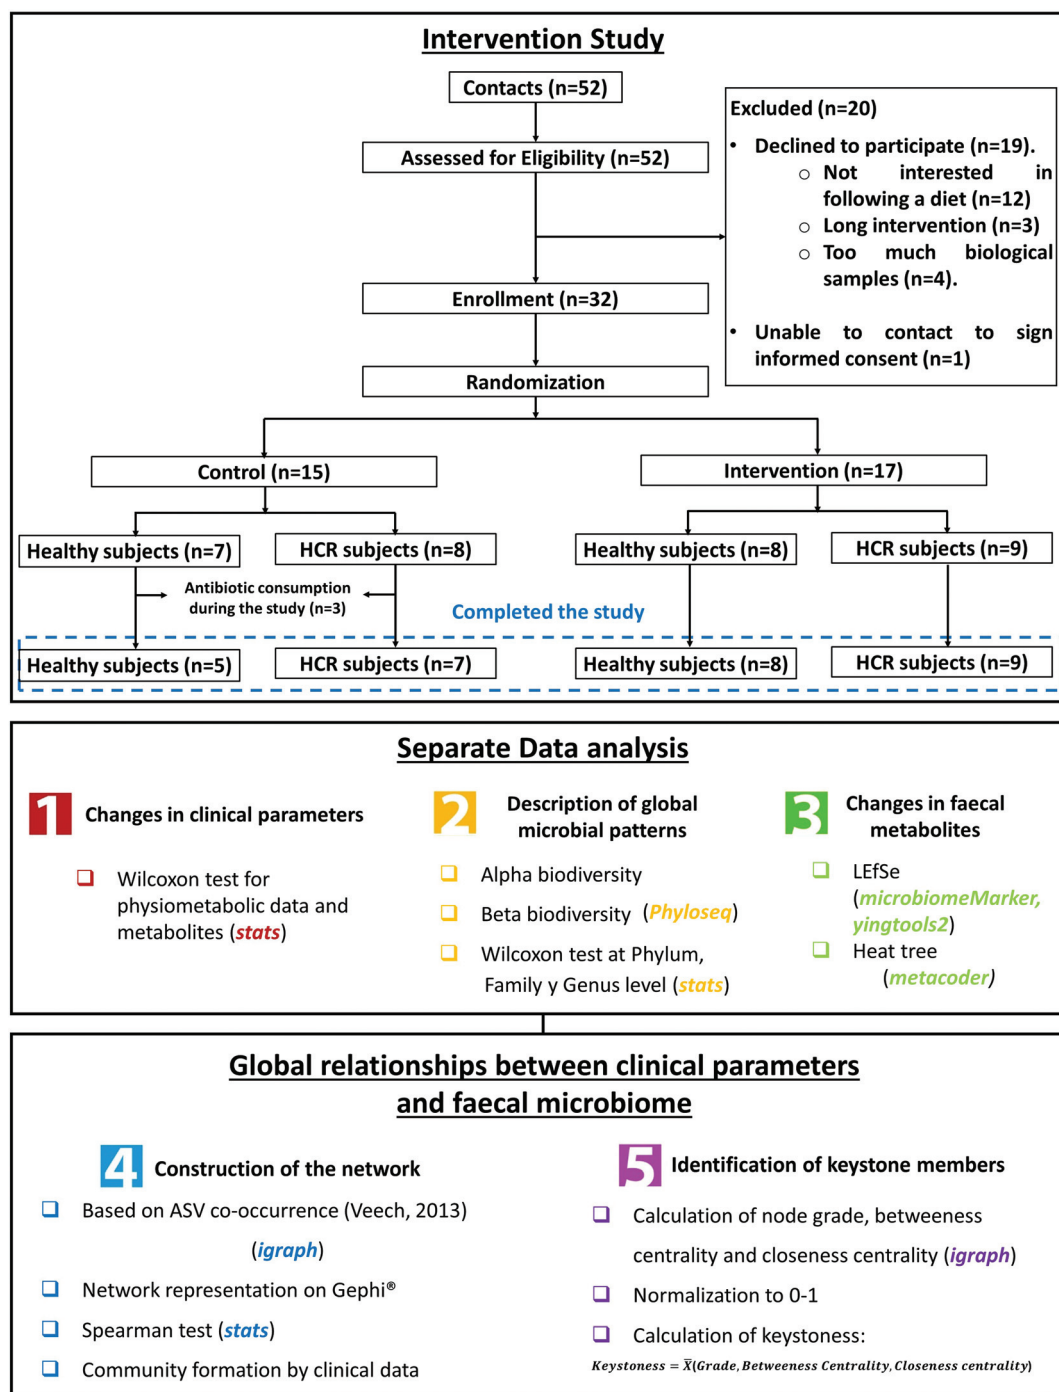 Intervention Study
Contacts (n=52)
Assessed for Eligibility (n=52)
Excluded (n=20)
• Declined to participate (n=19).
o Not interested in
following a diet (n=12)
o Long intervention (n=3)
o Too much biological
samples (n=4).
• Unable to contact to sign
informed consent (n=1)
Enrollment (n=32)
Randomization
Control (n=15)
Intervention (n=17)
Healthy subjects (n=7)
HCR subjects (n=8)
Healthy subjects (n=8)
HCR subjects (n=9)
Antibiotic consumption
during the study (n=3)
Completed the study
Healthy subjects (n=5)
HCR subjects (n=7)
Healthy subjects (n=8)
HCR subjects (n=9)
Separate Data analysis
1 Changes in clinical parameters
Wilcoxon test for
physiometabolic data and
metabolites (stats)
2 Description of global
microbial patterns
Alpha biodiversity
Beta biodiversity (Phyloseq)
Wilcoxon test at Phylum,
Family y Genus level (stats)
3 Changes in faecal
metabolites
LEfSe
(microbiomeMarker,
yingtools2)
Heat tree
(metacoder)
Global relationships between clinical parameters
and faecal microbiome
4 Construction of the network
Based on ASV co-occurrence (Veech, 2013)
(igraph)
Network representation on Gephi®
Spearman test (stats)
Community formation by clinical data
5 Identification of keystone members
Calculation of node grade, betweeness
centrality and closeness centrality (igraph)
Normalization to 0-1
Calculation of keystoness:
Keystoness = X̅(Grade, Betweeness Centrality, Closeness centrality)